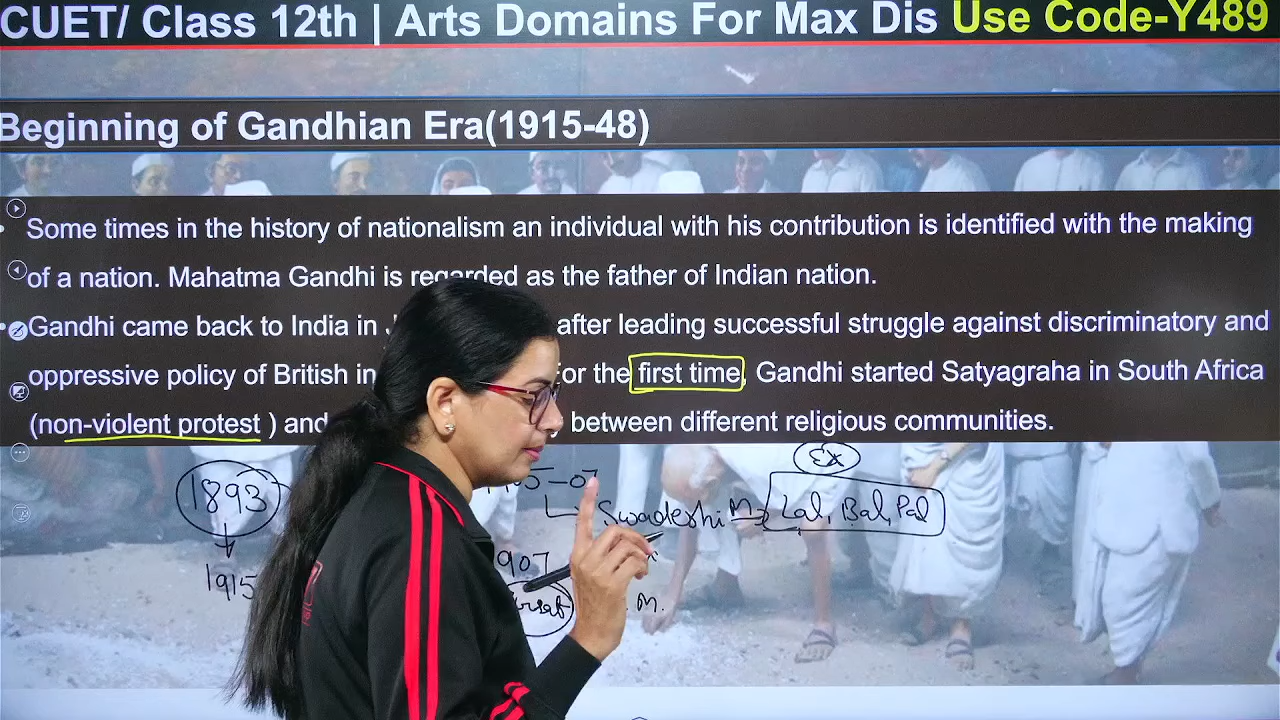 CUET/ Class 12th | Arts Domains For Max Dis Use Code-Y489
Beginning of Gandhian Era(1915-48)
Some times in the history of nationalism an individual with his contribution is identified with the making
of a nation. Mahatma Gandhi is regarded as the father of Indian nation.
Gandhi came back to India in after leading successful struggle against discriminatory and
oppressive policy of British in for the first time, Gandhi started Satyagraha in South Africa
(non-violent protest ) and between different religious communities.
Ex
1893 05-07
Swadeshi M Lal, Bal, Pal
1915 907
M.